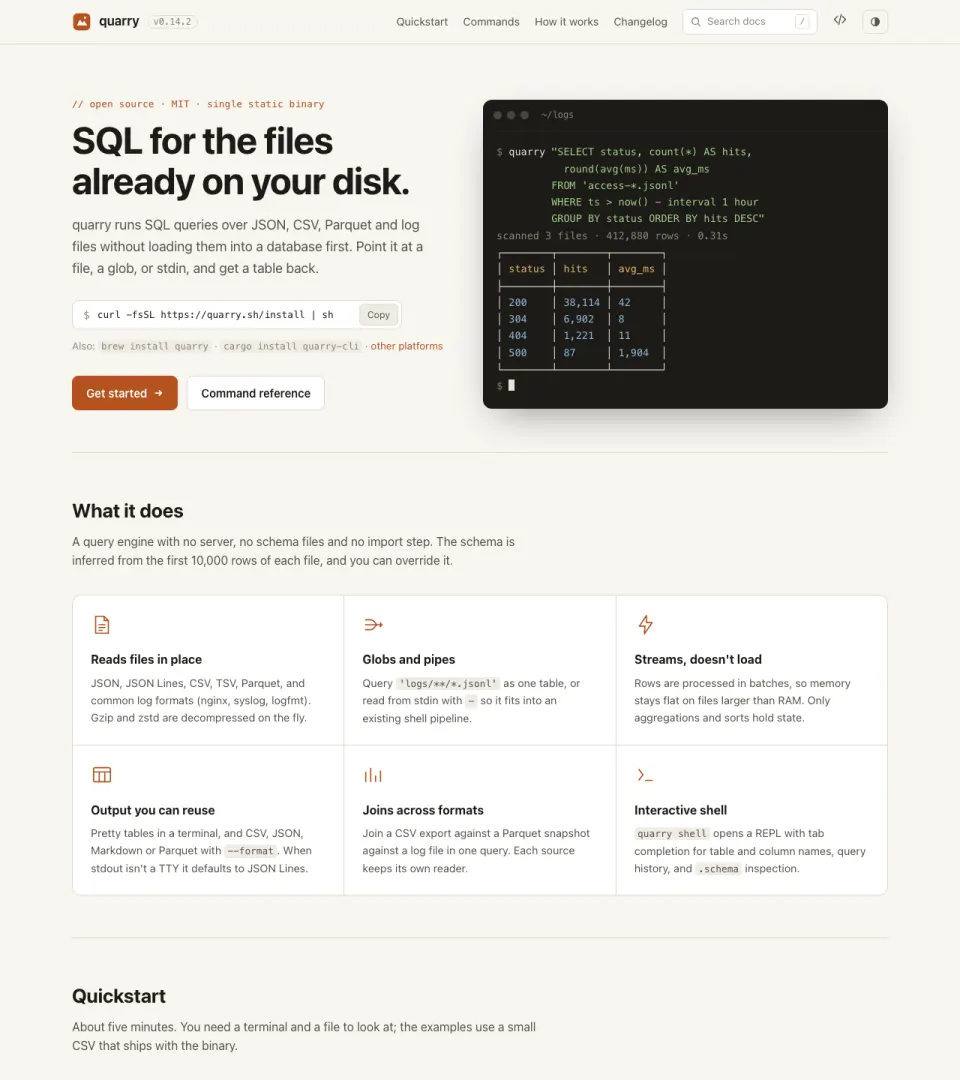 quarry v0.14.2 Quickstart Commands How it works Changelog Search docs / </>
// open source · MIT · single static binary
SQL for the files
already on your disk.
quarry runs SQL queries over JSON, CSV, Parquet and log
files without loading them into a database first. Point it at a
file, a glob, or stdin, and get a table back.
$ curl -fsSL https://quarry.sh/install | sh Copy
Also: brew install quarry · cargo install quarry-cli · other platforms
Get started →
Command reference
~/logs
$ quarry "SELECT status, count(*) AS hits,
round(avg(ms)) AS avg_ms
FROM 'access-*.jsonl'
WHERE ts > now() - interval 1 hour
GROUP BY status ORDER BY hits DESC"
scanned 3 files · 412,880 rows · 0.31s
status hits avg_ms
200 38,114 42
304 6,902 8
404 1,221 11
500 87 1,904
$
What it does
A query engine with no server, no schema files and no import step. The schema is
inferred from the first 10,000 rows of each file, and you can override it.
Reads files in place
JSON, JSON Lines, CSV, TSV, Parquet, and
common log formats (nginx, syslog, logfmt).
Gzip and zstd are decompressed on the fly.
Globs and pipes
Query 'logs/**/*.jsonl' as one table, or
read from stdin with - so it fits into an
existing shell pipeline.
Streams, doesn't load
Rows are processed in batches, so memory
stays flat on files larger than RAM. Only
aggregations and sorts hold state.
Output you can reuse
Pretty tables in a terminal, and CSV, JSON,
Markdown or Parquet with --format. When
stdout isn't a TTY it defaults to JSON Lines.
Joins across formats
Join a CSV export against a Parquet snapshot
against a log file in one query. Each source
keeps its own reader.
Interactive shell
quarry shell opens a REPL with tab
completion for table and column names, query
history, and .schema inspection.
Quickstart
About five minutes. You need a terminal and a file to look at; the examples use a small
CSV that ships with the binary.